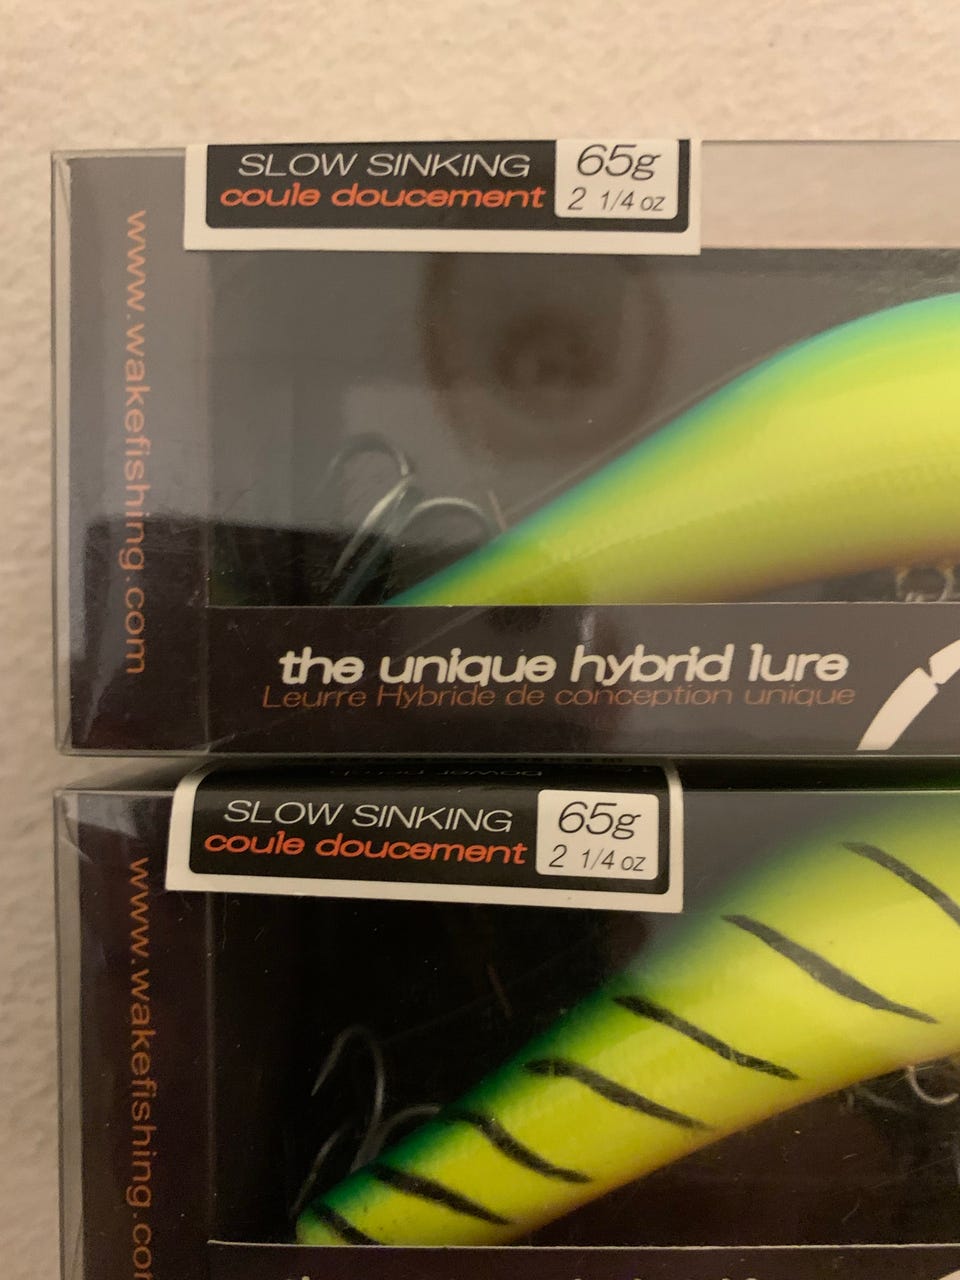 SLOW SINKING
coule doucement
65g
2 1/4 oz
www.wakefishing.com
the unique hybrid lure
Leurre Hybride de conception unique
SLOW SINKING
coule doucement
65g
2 1/4 oz
www.wakefishing.com